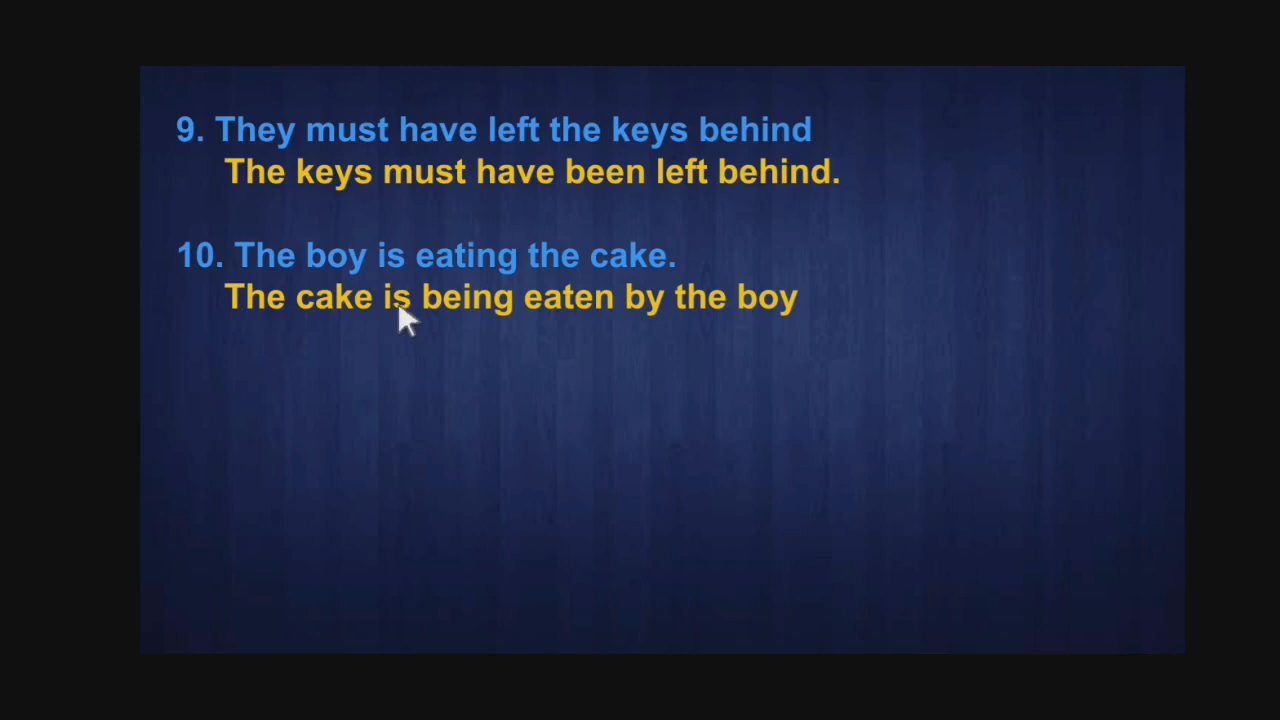 9. They must have left the keys behind
The keys must have been left behind.
10. The boy is eating the cake.
The cake is being eaten by the boy